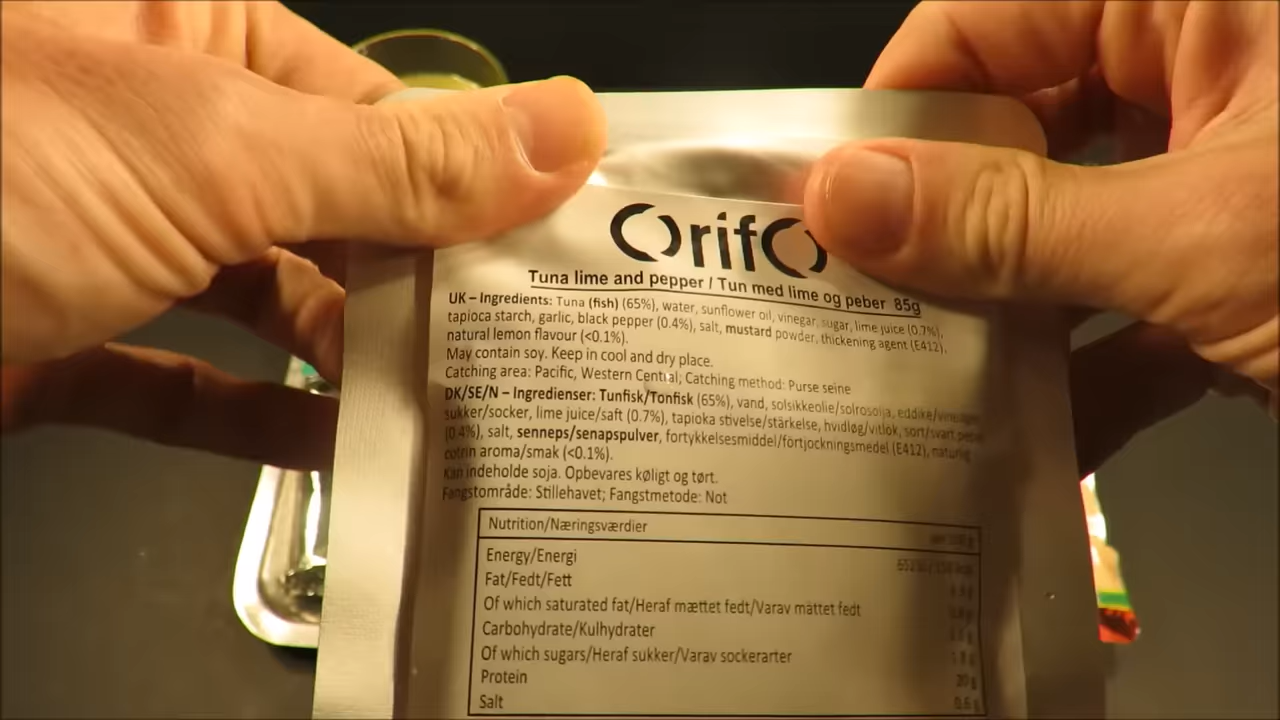 OrifO
Tuna lime and pepper / Tun med lime og peber 85g
UK – Ingredients: Tuna (fish) (65%), water, sunflower oil, vinegar, sugar, lime juice (0.7%),
tapioca starch, garlic, black pepper (0.4%), salt, mustard powder, thickening agent (E412),
natural lemon flavour (<0.1%).
May contain soy. Keep in cool and dry place.
Catching area: Pacific, Western Central; Catching method: Purse seine
DK/SE/N – Ingredienser: Tunfisk/Tonfisk (65%), vand, solsikkeolie/solrosolja, eddike/vineager
sukker/socker, lime juice/saft (0.7%), tapioka stivelse/stärkelse, hvidløg/vitlök, sort/svart
(0.4%), salt, senneps/senapspulver, fortykkelsesmiddel/förtjockningsmedel (E412), naturlig
citrin aroma/smak (<0.1%).
Kan indeholde soja. Opbevares køligt og tørt.
Fangstområde: Stillehavet; Fangstmetode: Not
Nutrition/Næringsværdier
Energy/Energi
Fat/Fedt/Fett
Of which saturated fat/Heraf mættet fedt/Varav mättet fedt
Carbohydrate/Kulhydrater
Of which sugars/Heraf sukker/Varav sockerarter
Protein 20 g
Salt 0.6